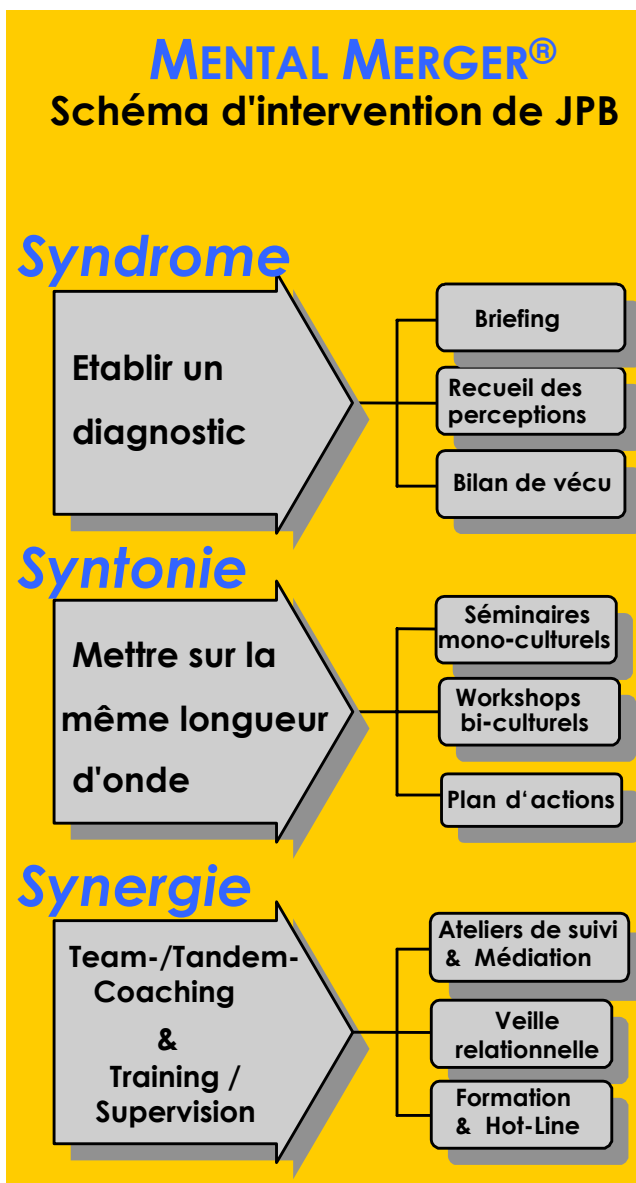 MENTAL MERGER®
Schéma d'intervention de JPB
Syndrome
Etablir un
diagnostic
Briefing
Recueil des
perceptions
Bilan de vécu
Syntonie
Mettre sur la
même longueur
d'onde
Séminaires
mono-culturels
Workshops
bi-culturels
Plan d‘actions
Synergie
Team-/Tandem-
Coaching
&
Training /
Supervision
Ateliers de suivi
& Médiation
Veille
relationnelle
Formation
& Hot-Line